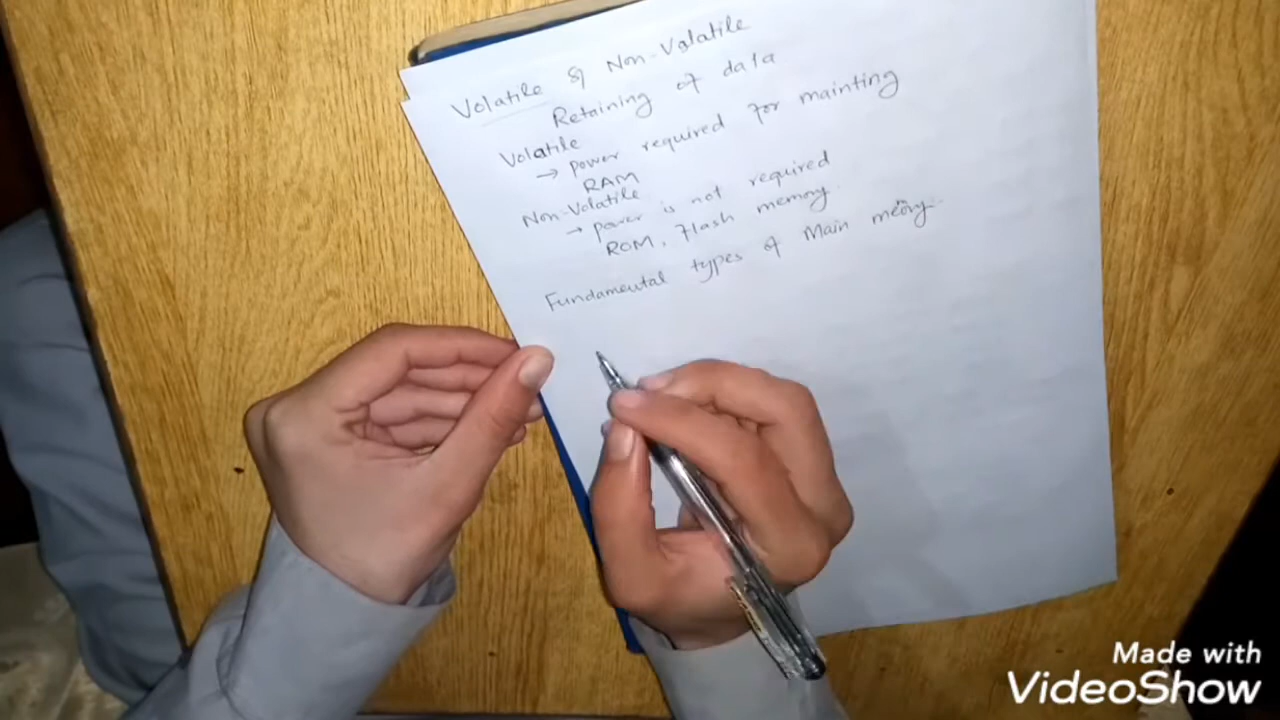 Volatile & Non-Volatile
Retaining of data
Volatile
→ power required for mainting
RAM
Non-Volatile
→ power is not required
ROM, Flash memory.
Fundamental types of Main meory.
Made with
VideoShow